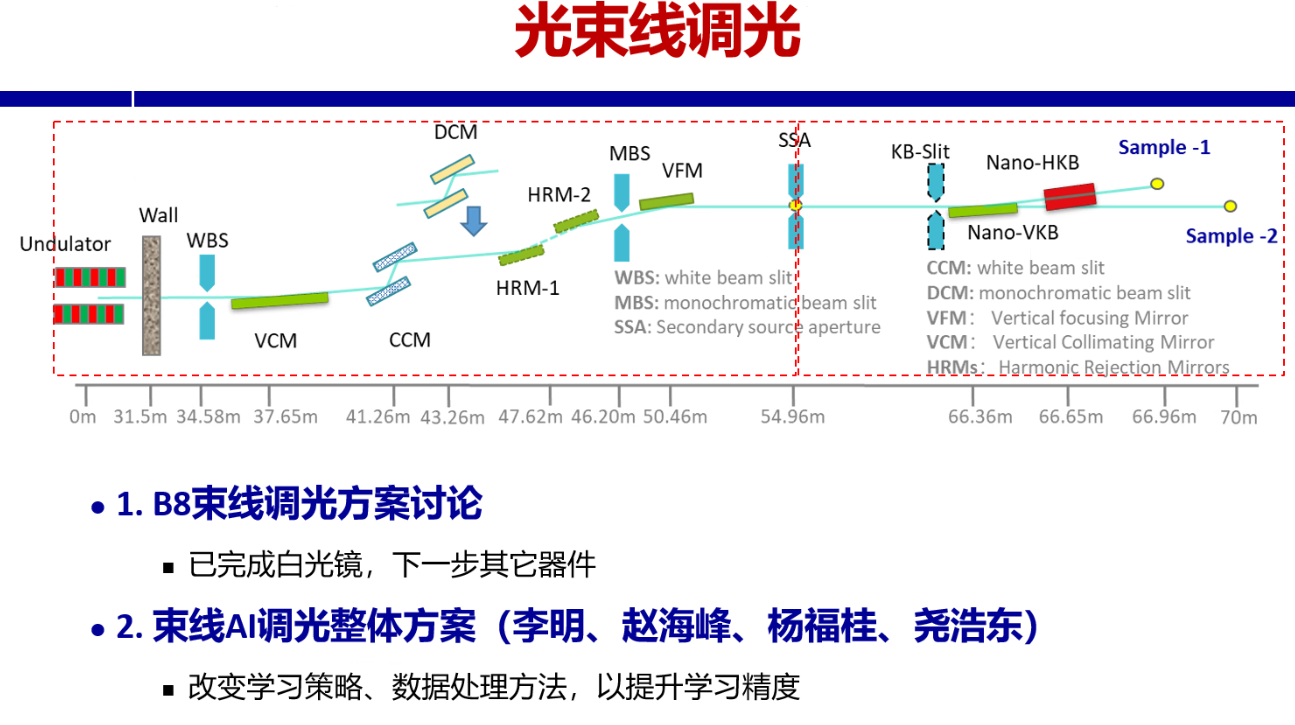 光束线调光
DCM
SSA
MBS
KB-Slit
Sample -1
Nano-HKB
VFM
HRM-2
Wall
Undulator
WBS
Nano-VKB
Sample -2
HRM-1
VCM
CCM
WBS: white beam slit
MBS: monochromatic beam slit
SSA: Secondary source aperture
CCM: white beam slit
DCM: monochromatic beam slit
VFM： Vertical focusing Mirror
VCM： Vertical Collimating Mirror
HRMs： Harmonic Rejection Mirrors
0m 31.5m 34.58m 37.65m 41.26m 43.26m 47.62m 46.20m 50.46m 54.96m 66.36m 66.65m 66.96m 70m
• 1. B8束线调光方案讨论
▪ 已完成白光镜，下一步其它器件
• 2. 束线AI调光整体方案（李明、赵海峰、杨福桂、尧浩东）
▪ 改变学习策略、数据处理方法，以提升学习精度